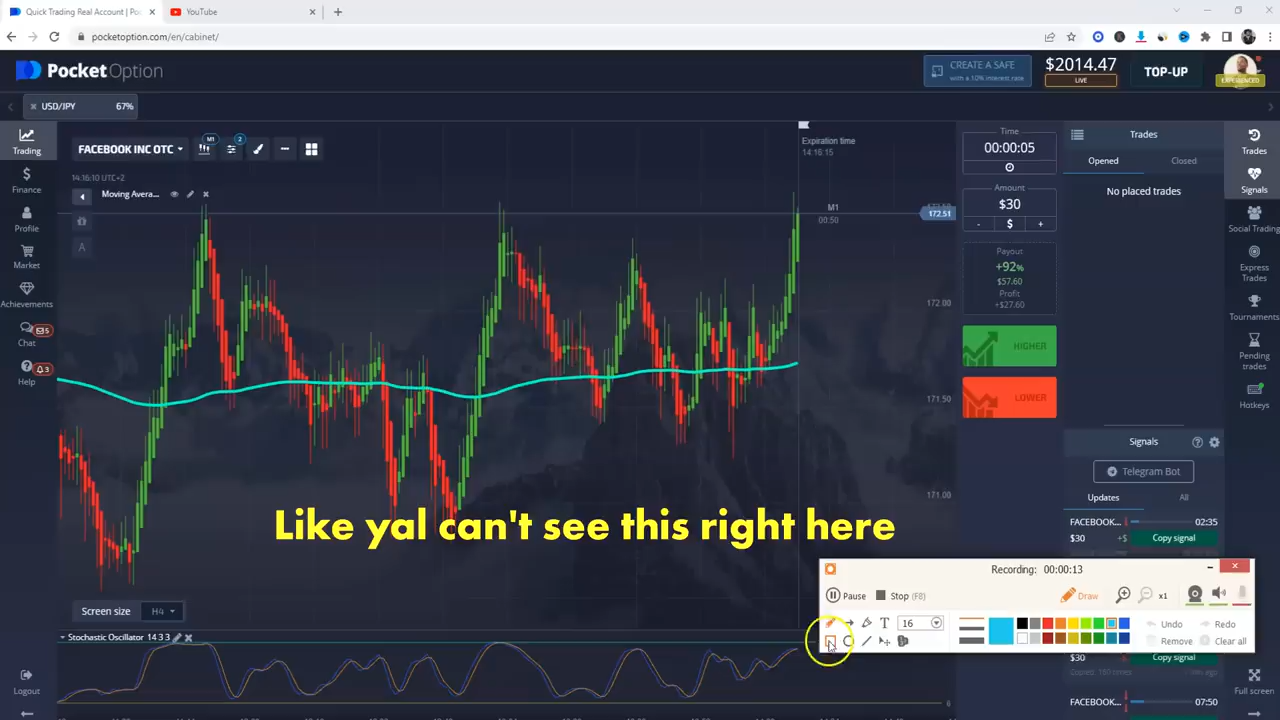 Quick Trading Real Account | Poc
YouTube
pocketoption.com/en/cabinet/
PocketOption
CREATE A SAFE
with a 10% interest rate
$2014.47
LIVE
TOP-UP
EXPERIENCED
USD/JPY 67%
Trading
Finance
Profile
Market
Achievements
Chat
5
Help
3
Logout
FACEBOOK INC OTC
M1
2
14:16:10 UTC+2
Moving Avera...
A
Expiration time
14:16:15
M1
00:50
172.51
172.00
171.50
171.00
Time
00:00:05
Amount
$30
- $ +
Payout
+92%
$57.60
Profit
+$27.60
HIGHER
LOWER
Trades
Opened Closed
No placed trades
Signals
Telegram Bot
Updates All
FACEBOOK... 02:35
$30 +$ Copy signal
Trades
Signals
Social Trading
Express
Trades
Tournaments
Pending
trades
Hotkeys
Like yal can't see this right here
Recording: 00:00:13
Pause Stop (F8) Draw x1
T 16 Undo Redo
Remove Clear all
Screen size H4
Stochastic Oscillator 14 3 3
6
$30 Copy signal
FACEBOOK... 07:50
Full screen